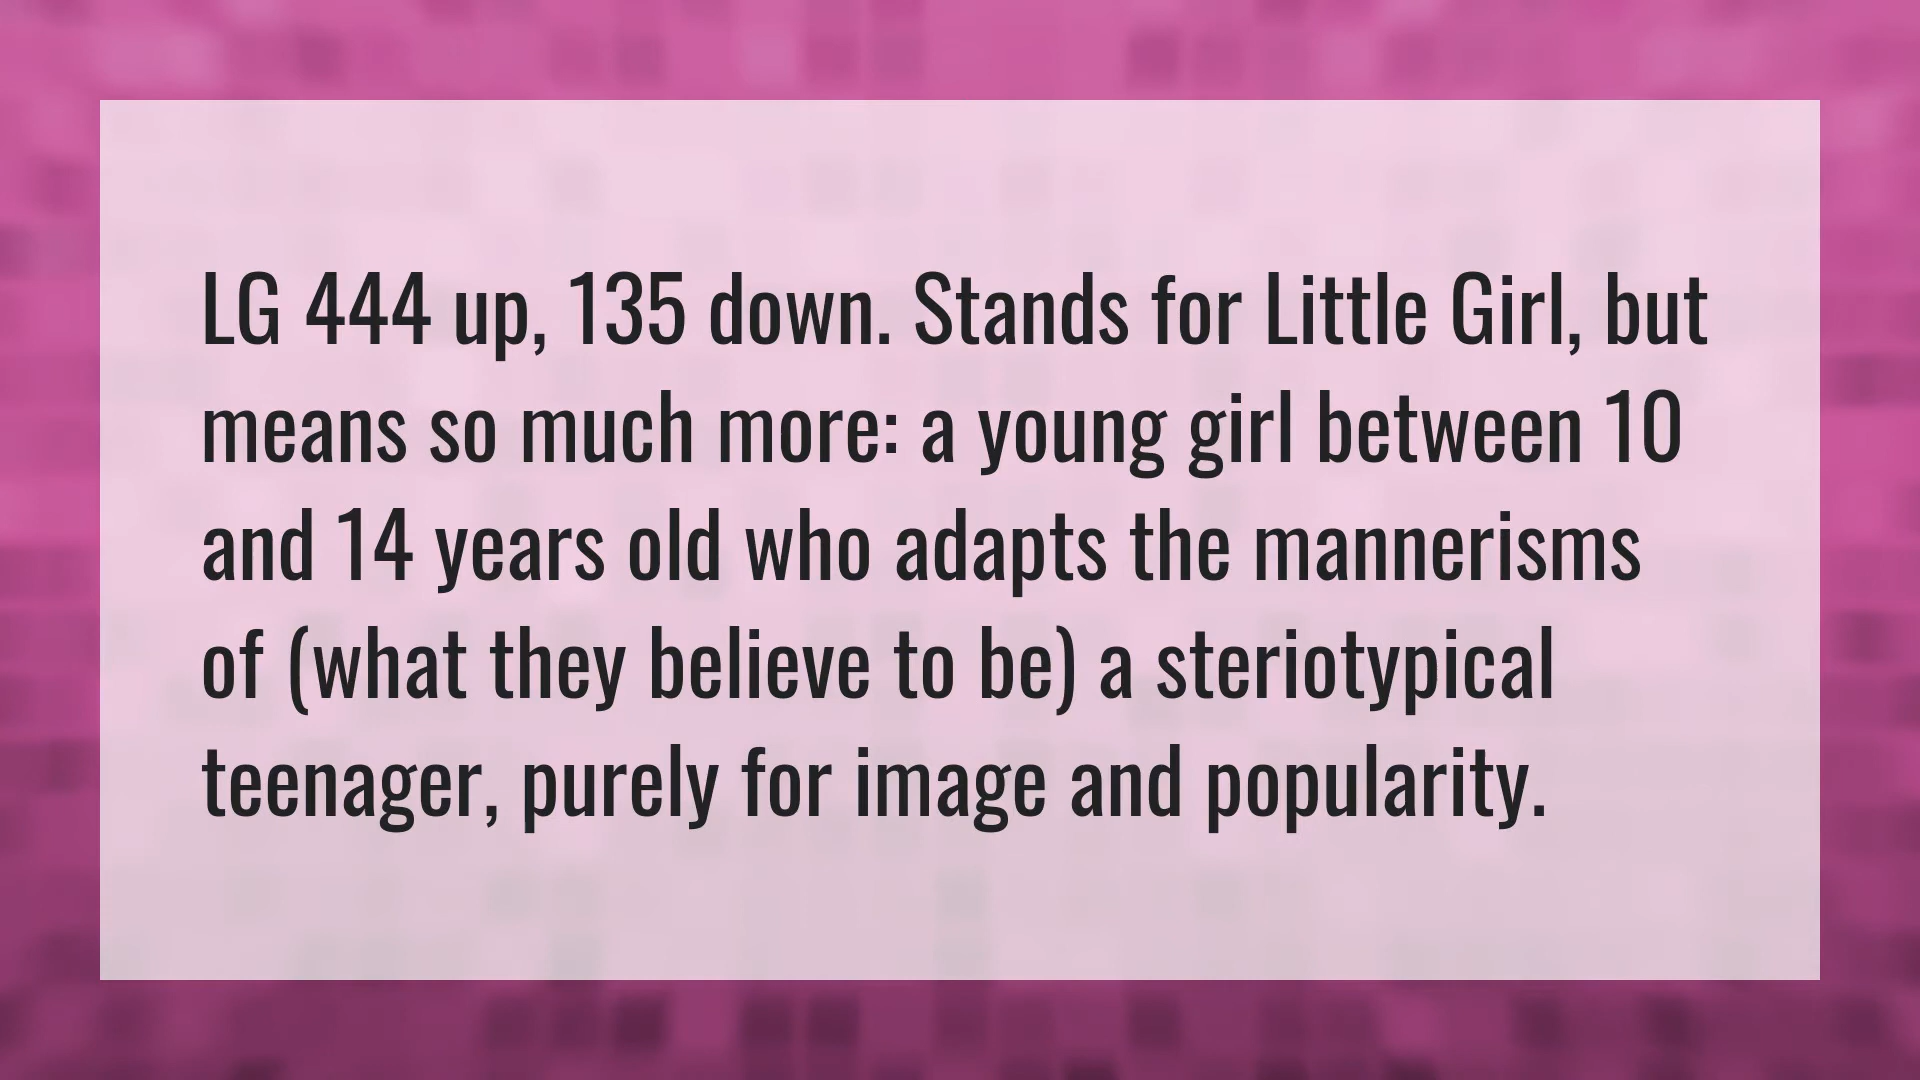 LG 444 up, 135 down. Stands for Little Girl, but
means so much more: a young girl between 10
and 14 years old who adapts the mannerisms
of (what they believe to be) a steriotypical
teenager, purely for image and popularity.